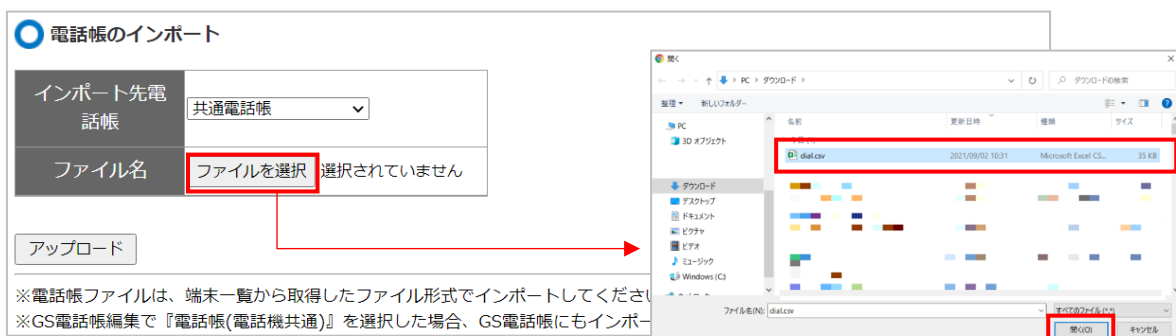 電話帳のインポート
インポート先電
話帳
共通電話帳
ファイル名
ファイルを選択 選択されていません
アップロード
※電話帳ファイルは、端末一覧から取得したファイル形式でインポートしてくださ
※GS電話帳編集で『電話帳(電話機共通)』を選択した場合、GS電話帳にもインポー
開く
PC › ダウンロード ›
ダウンロードの検索
整理 新しいフォルダー
名前 更新日時 種類 サイズ
PC
3D オブジェクト
dial.csv 2021/09/02 10:31 Microsoft Excel CS... 35 KB
ダウンロード
デスクトップ
ドキュメント
ピクチャ
ビデオ
ミュージック
Windows (C:)
ファイル名(N): dial.csv すべてのファイル (*.*)
開く(O) キャンセル